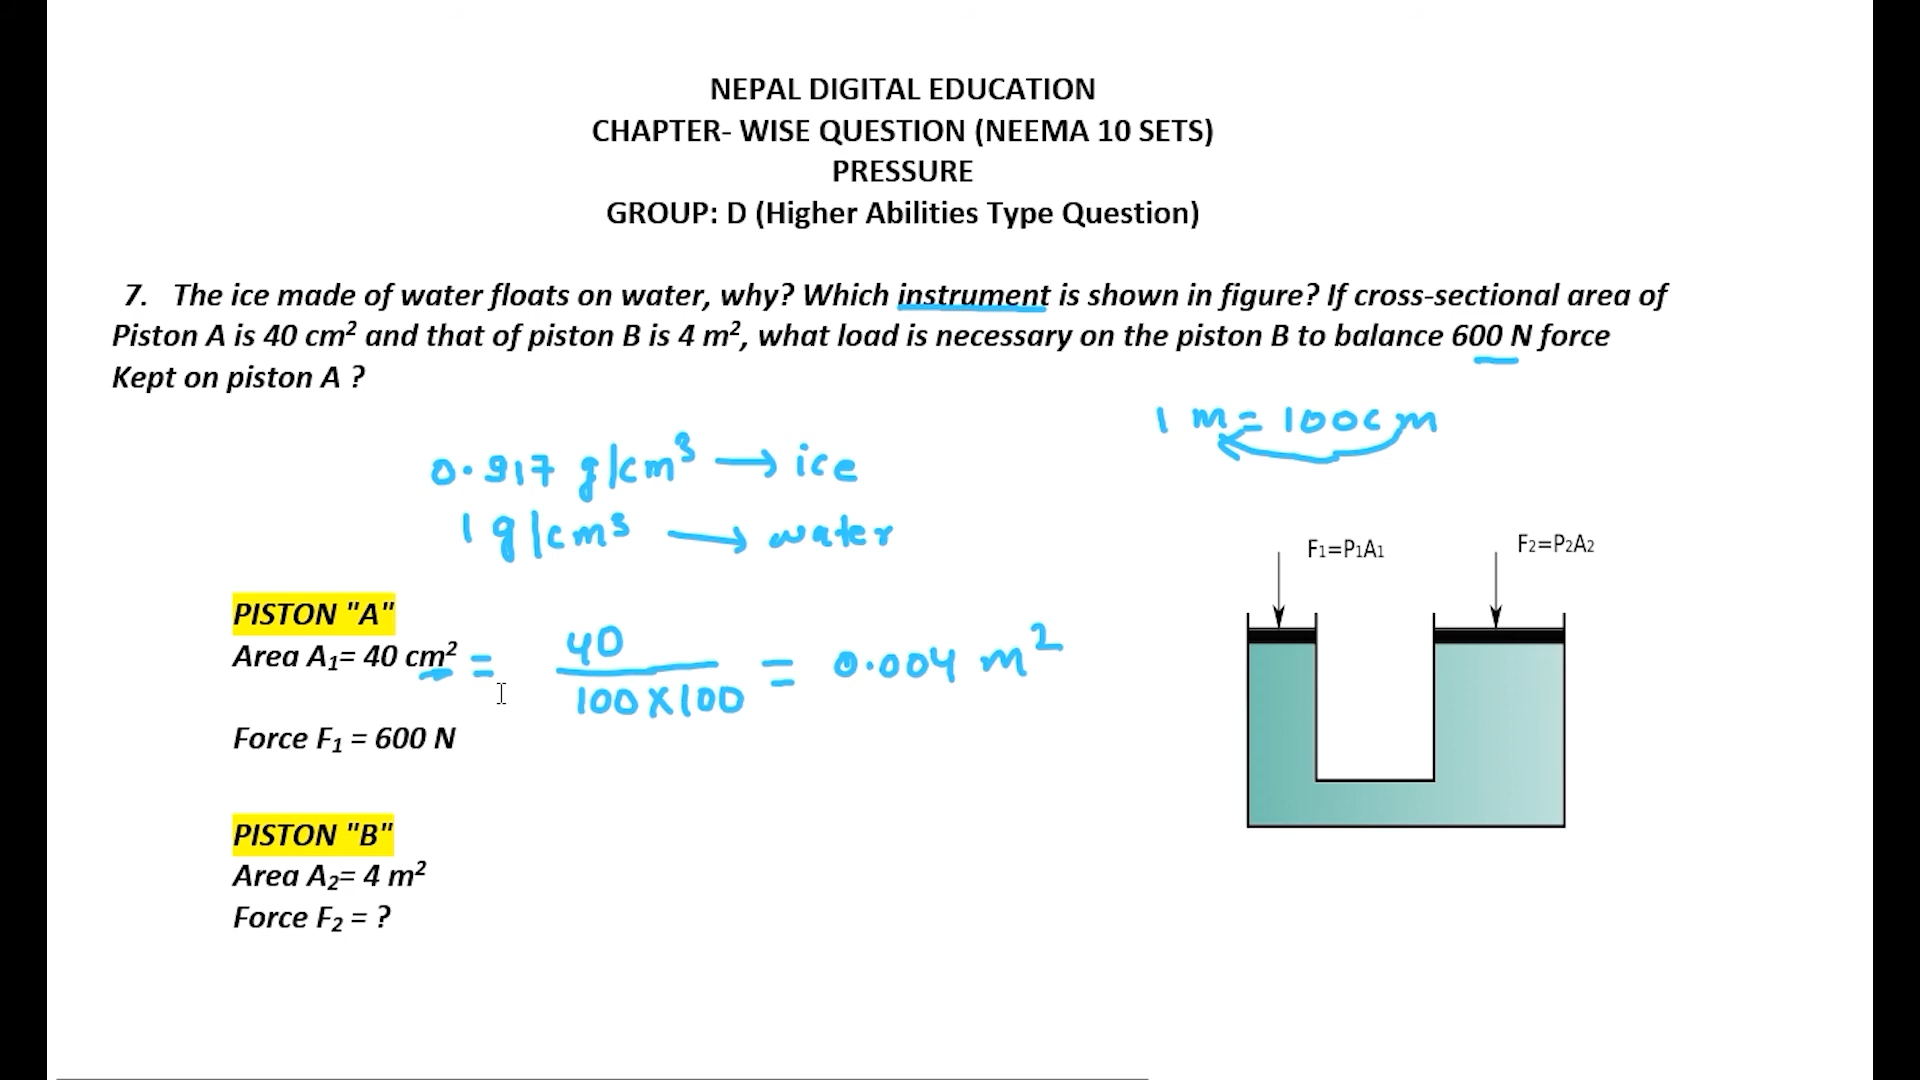 NEPAL DIGITAL EDUCATION
CHAPTER- WISE QUESTION (NEEMA 10 SETS)
PRESSURE
GROUP: D (Higher Abilities Type Question)
7. The ice made of water floats on water, why? Which instrument is shown in figure? If cross-sectional area of
Piston A is 40 cm² and that of piston B is 4 m², what load is necessary on the piston B to balance 600 N force
Kept on piston A ?
1 m = 100cm
0.917 g/cm³ → ice
1 g/cm³ → water
F₁=P₁A₁
F₂=P₂A₂
PISTON "A"
Area A₁= 40 cm² = 40 / 100×100 = 0.004 m²
Force F₁ = 600 N
PISTON "B"
Area A₂= 4 m²
Force F₂ = ?